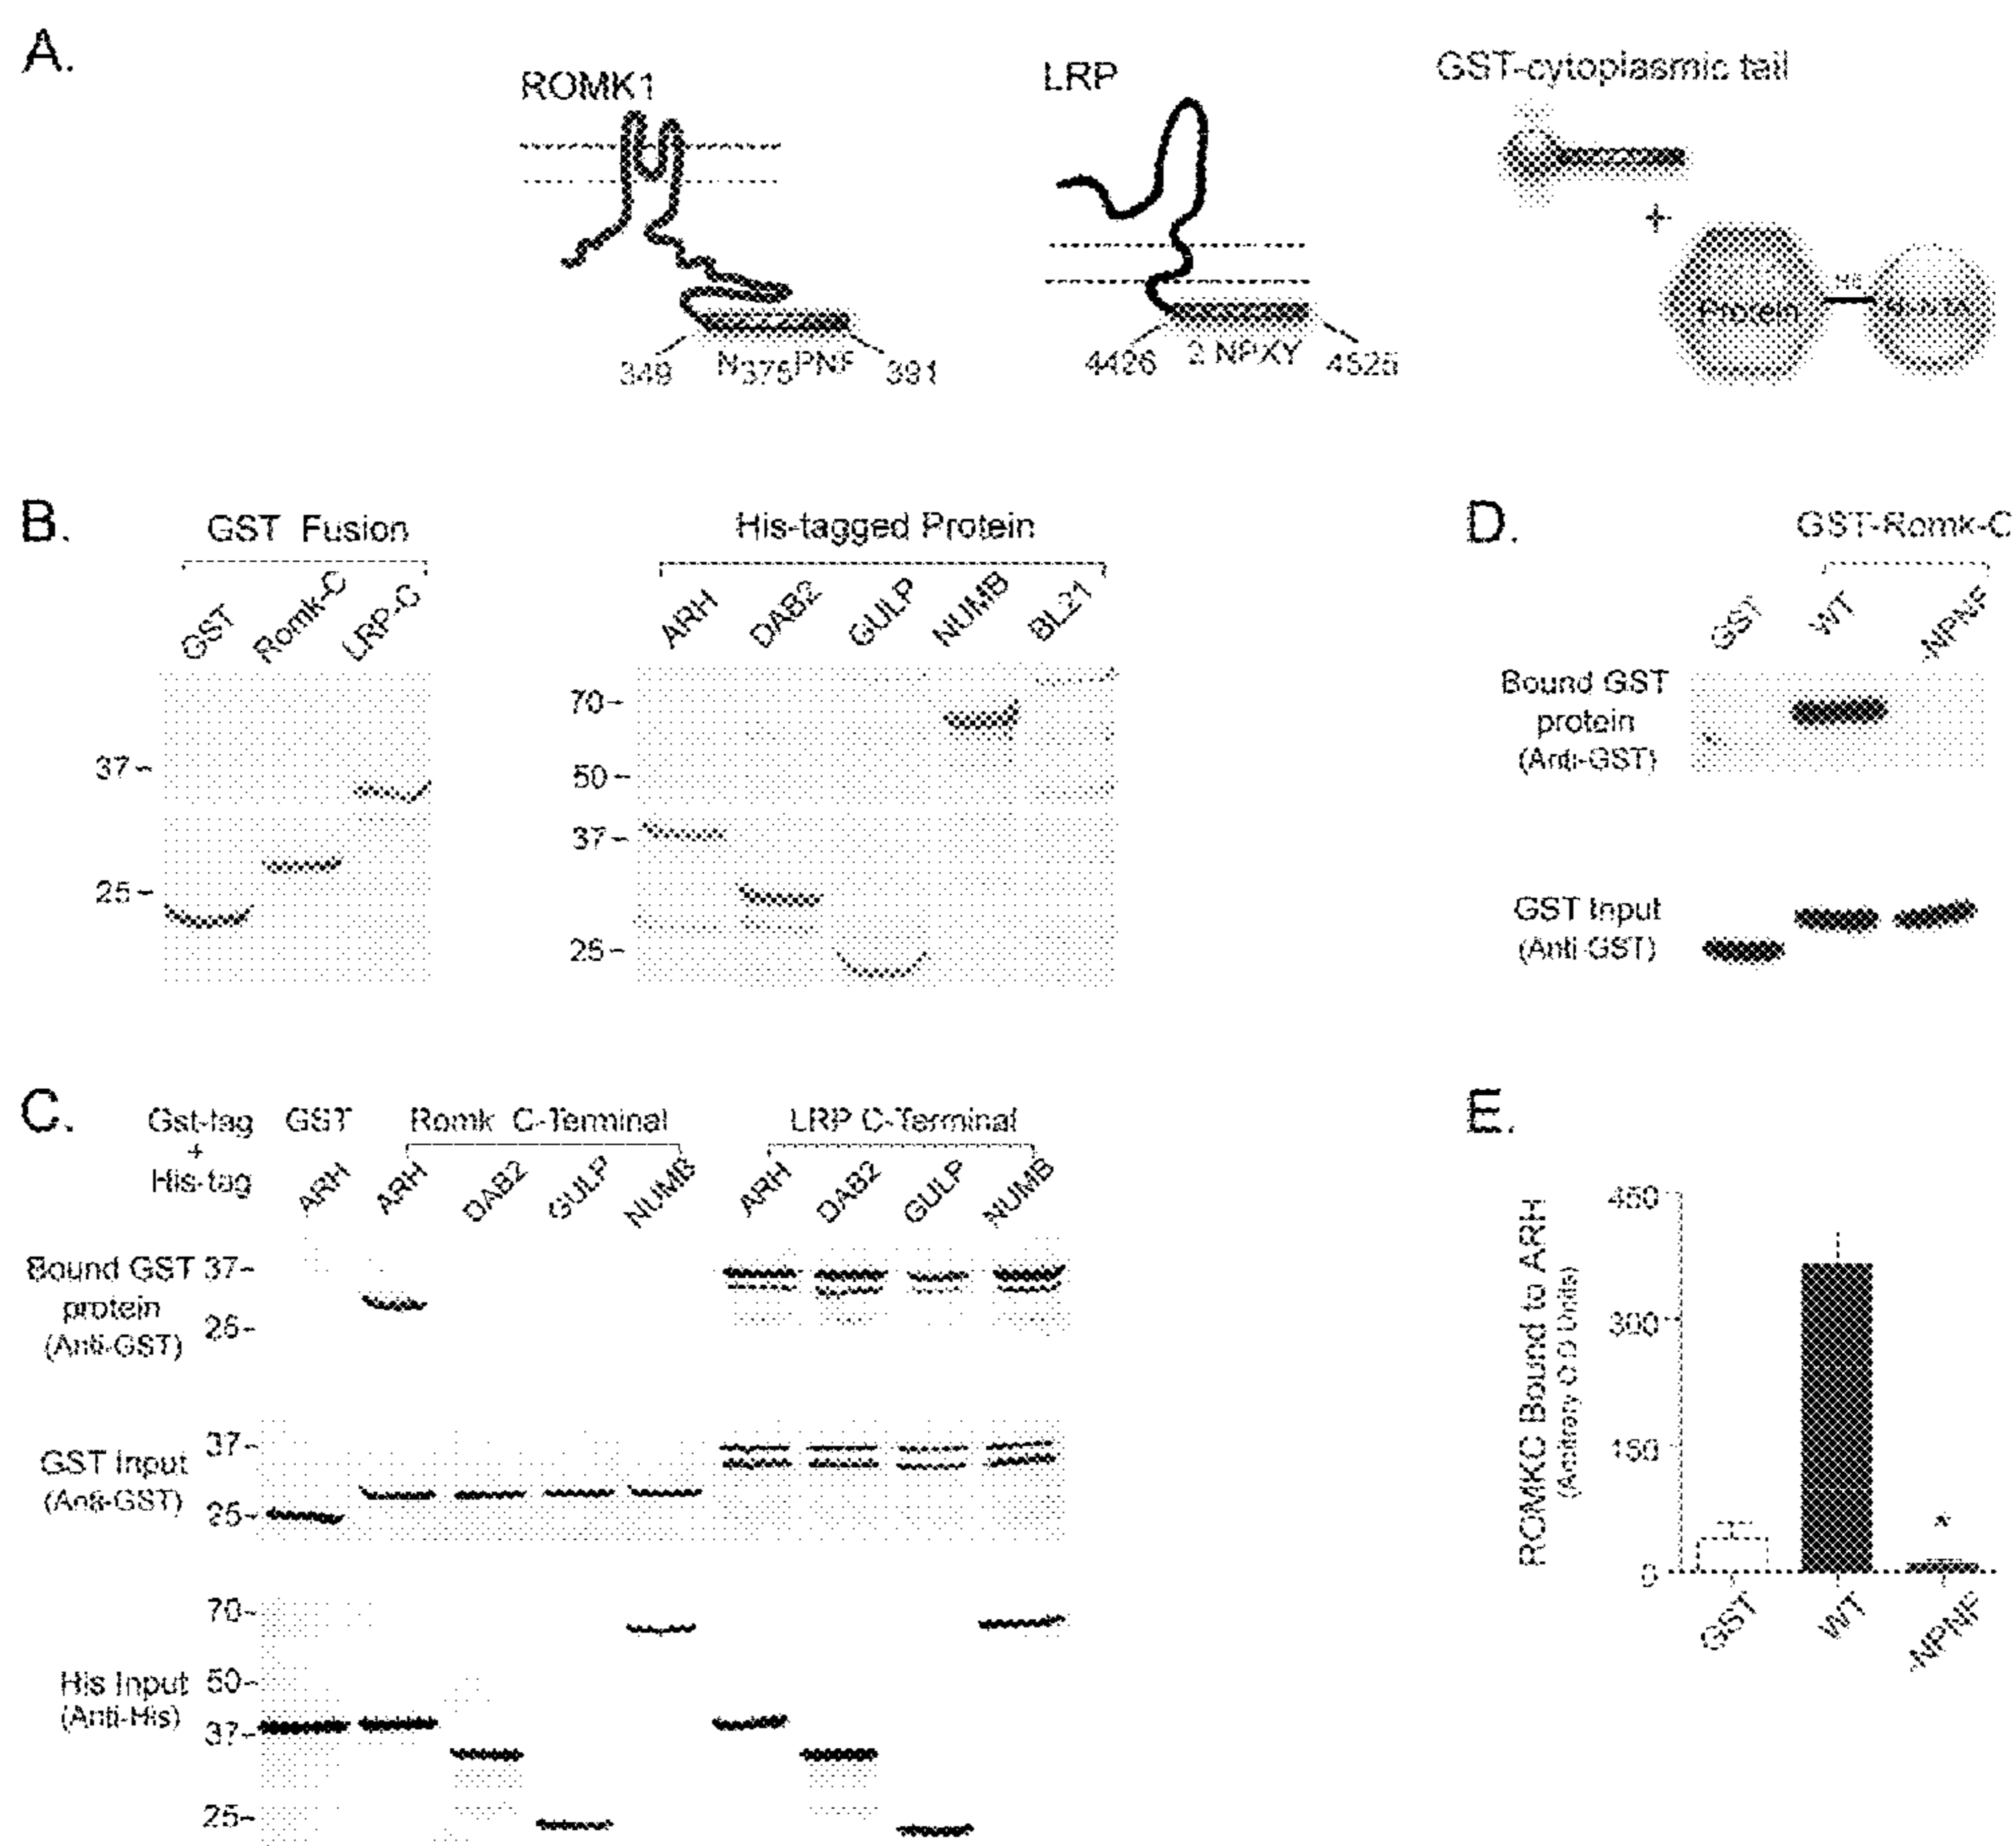 A.
ROMK1
LRP
GST-cytoplasmic tail
+
Protein
349
N375PNF
391
4426
2 NPXY
4525
B.
GST Fusion
GST
Romk-C
LRP-C
37
25
His-tagged Protein
ARH
DAB2
GULP
NUMB
BL21
70
50
37
25
D.
GST-Romk-C
GST
WT
-NPNF
Bound GST
protein
(Anti-GST)
GST Input
(Anti-GST)
C.
Gst-tag
+
His-tag
GST
Romk C-Terminal
LRP C-Terminal
ARH
ARH
DAB2
GULP
NUMB
ARH
DAB2
GULP
NUMB
Bound GST
protein
(Anti-GST)
37
25
GST Input
(Anti-GST)
37
25
His Input
(Anti-His)
70
50
37
25
E.
ROMKC Bound to ARH
(Arbitrary O.D Units)
450
300
150
0
*
GST
WT
-NPNF